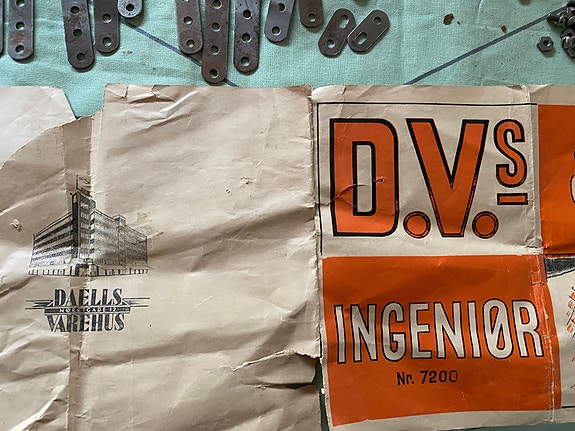 DAELLS
NØRREGADE 12
VAREHUS
D.V.s
INGENIØR
Nr. 7200